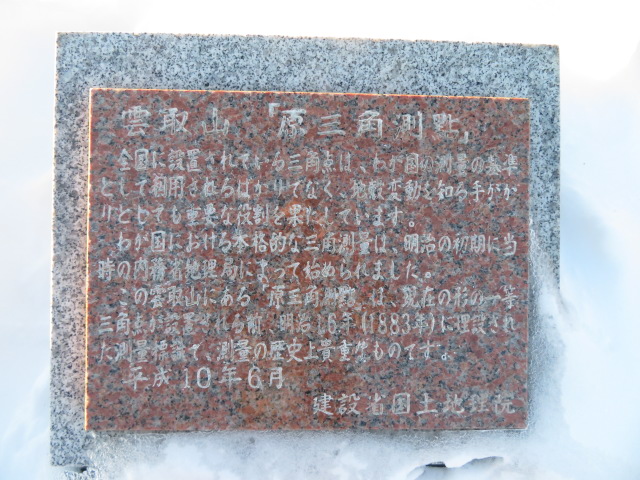 雲取山「原三角測點」
全国に設置されている三角点は、わが国の測量の基準
として利用されるばかりでなく、地殻変動を知る手がか
りとしても重要な役割を果たしています。
わが国における本格的な三角測量は、明治の初期に当
時の内務省地理局によって始められました。
この雲取山にある「原三角測點」は、現在の形の一等
三角点が設置される前、明治16年(1883年)に埋設され
た測量標識で、測量の歴史上貴重なものです。
平成10年6月
建設省国土地理院